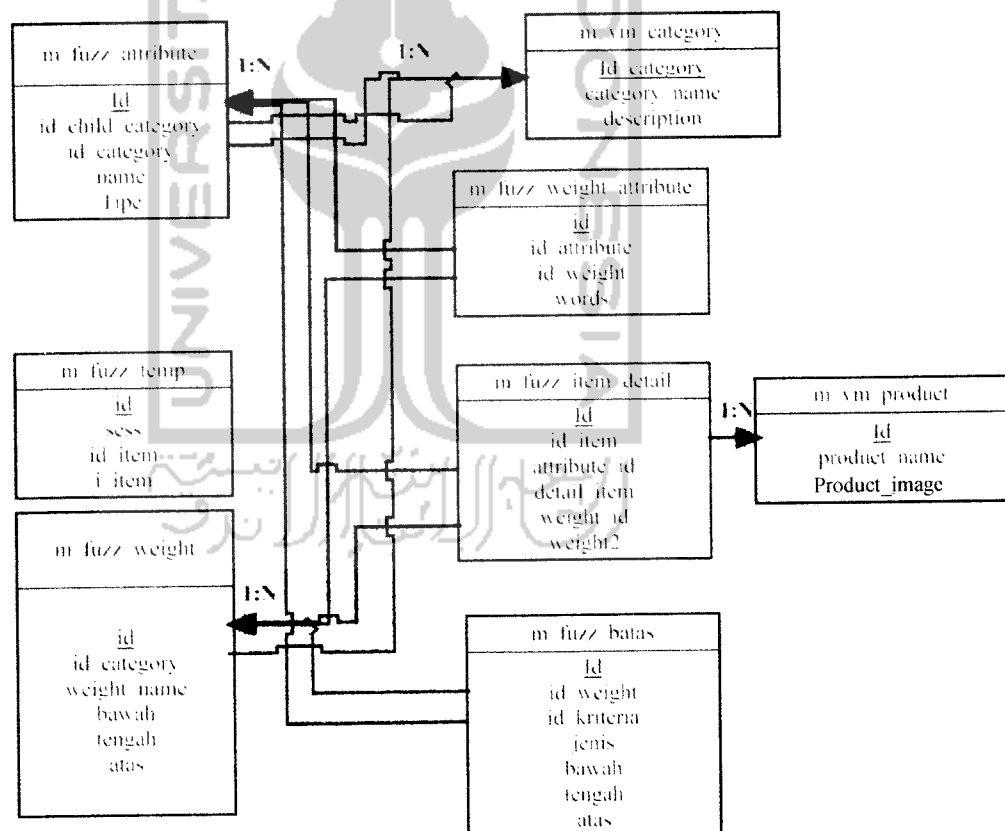 m fuzz attribute
Id
id child category
id category
name
Tipe
1:N
1:N
m vm category
Id category
category name
description
m fuzz weight attribute
id
id attribute
id weight
words
m fuzz temp
id
sess
id item
i item
m fuzz item detail
Id
id item
attribute id
detail item
weight id
weight2
1:N
m vm product
Id
product name
Product_image
m fuzz weight
id
id category
weight name
bawah
tengah
atas
1:N
m fuzz batas
Id
id weight
id kriteria
jenis
bawah
tengah
atas
UNIVERSITA